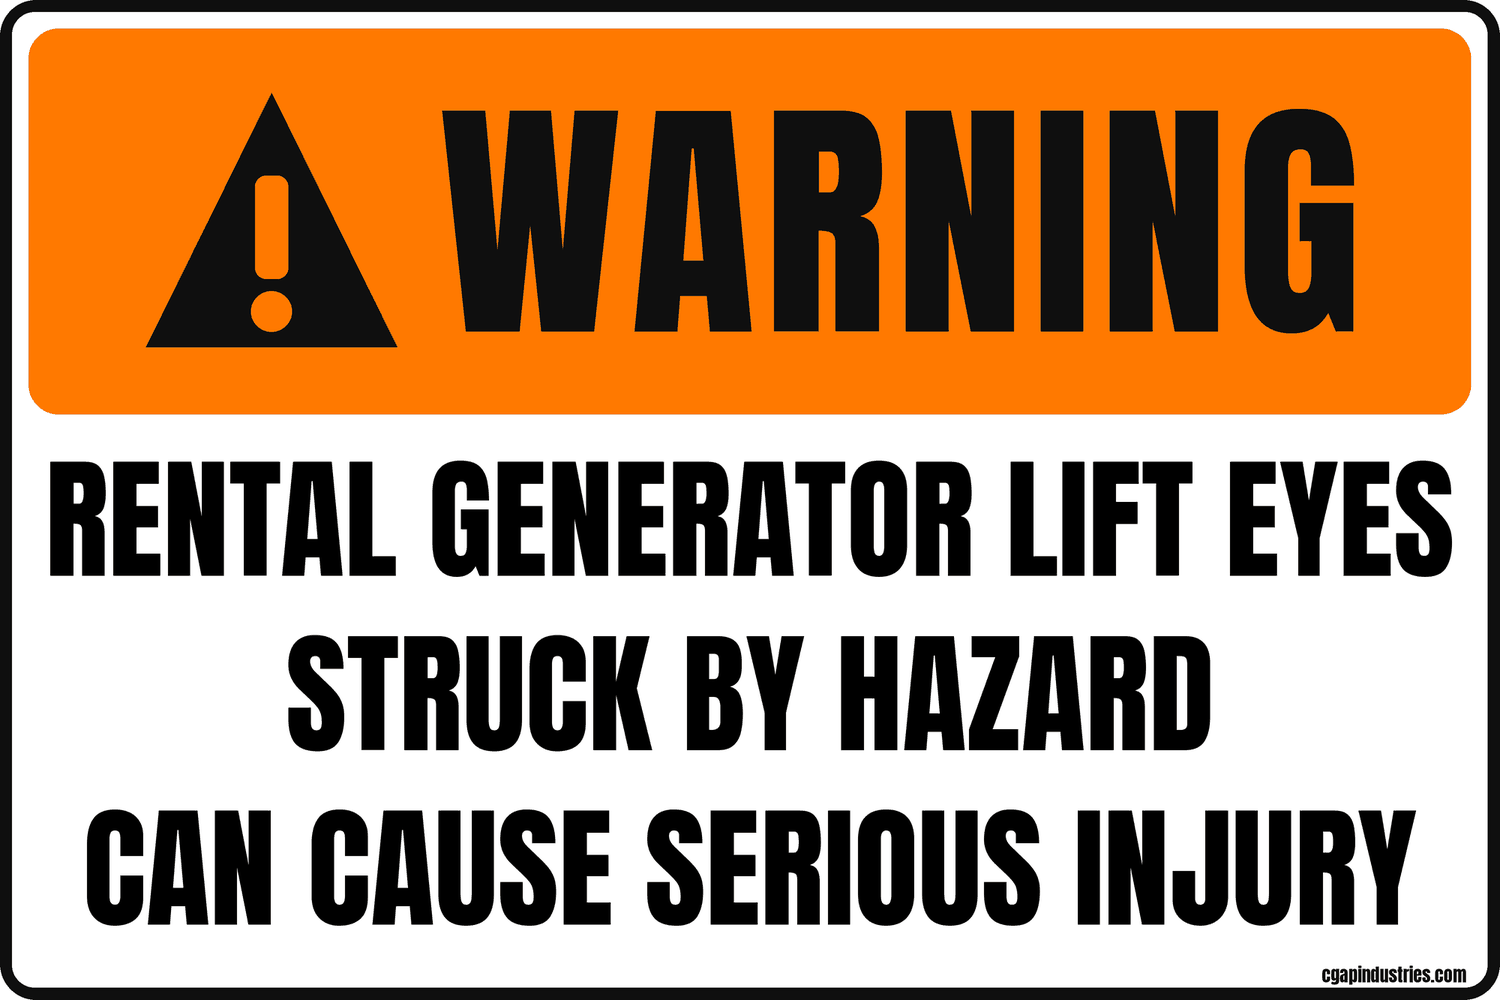 WARNING
RENTAL GENERATOR LIFT EYES
STRUCK BY HAZARD
CAN CAUSE SERIOUS INJURY
cgapindustries.com